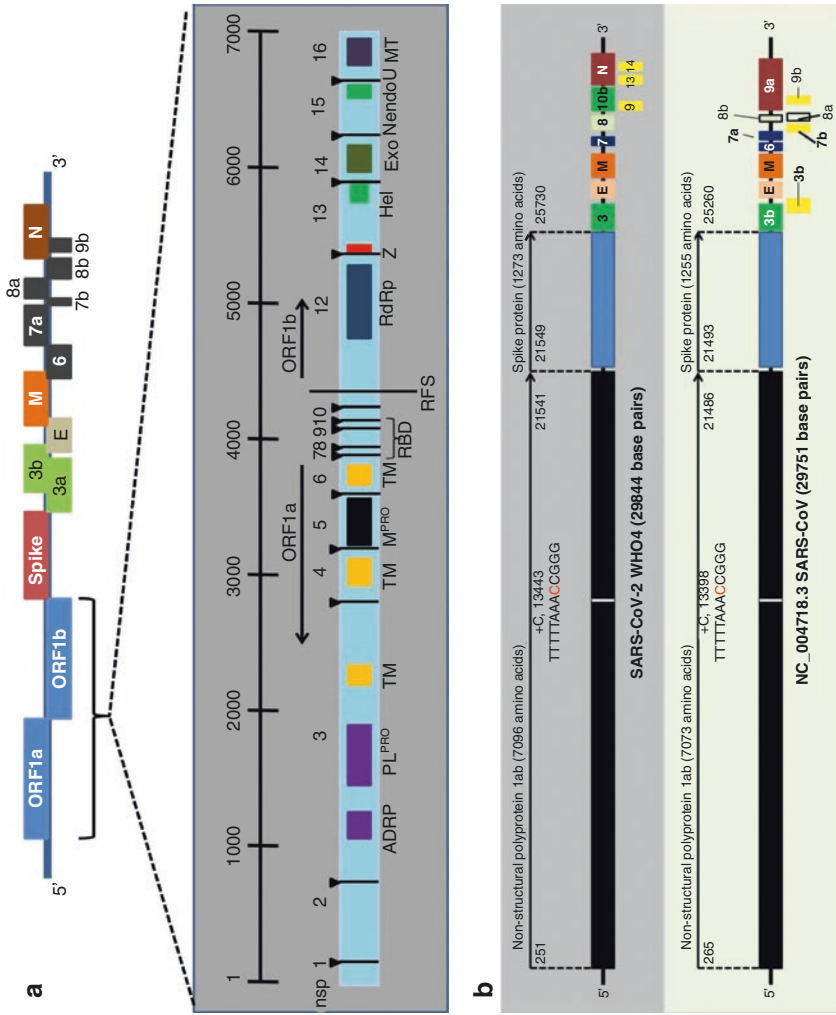 a
5' ORF1a ORF1b Spike 3a 3b E M 6 7a 7b 8a 8b 9b N 3'
1 1000 2000 3000 4000 5000 6000 7000
ORF1a ORF1b
nsp 1 2 3 4 5 6 7 8 9 10 12 13 14 15 16
ADRP PL^PRO TM TM M^PRO TM RBD RFS RdRp Z Hel Exo NendoU MT
b
Non-structural polyprotein 1ab (7096 amino acids) Spike protein (1273 amino acids)
251 +C, 13443 21541 21549 25730
TTTTTAAACCGGG
5' 3 E M 7 8 10b N 3'
9 13 14
SARS-CoV-2 WHO4 (29844 base pairs)
Non-structural polyprotein 1ab (7073 amino acids) Spike protein (1255 amino acids)
265 +C, 13398 21486 21493 25260
TTTTTAAACCGGG
7a 8b
5' 3b E M 6 9a 3'
3b 7b 8a 9b
NC_004718.3 SARS-CoV (29751 base pairs)